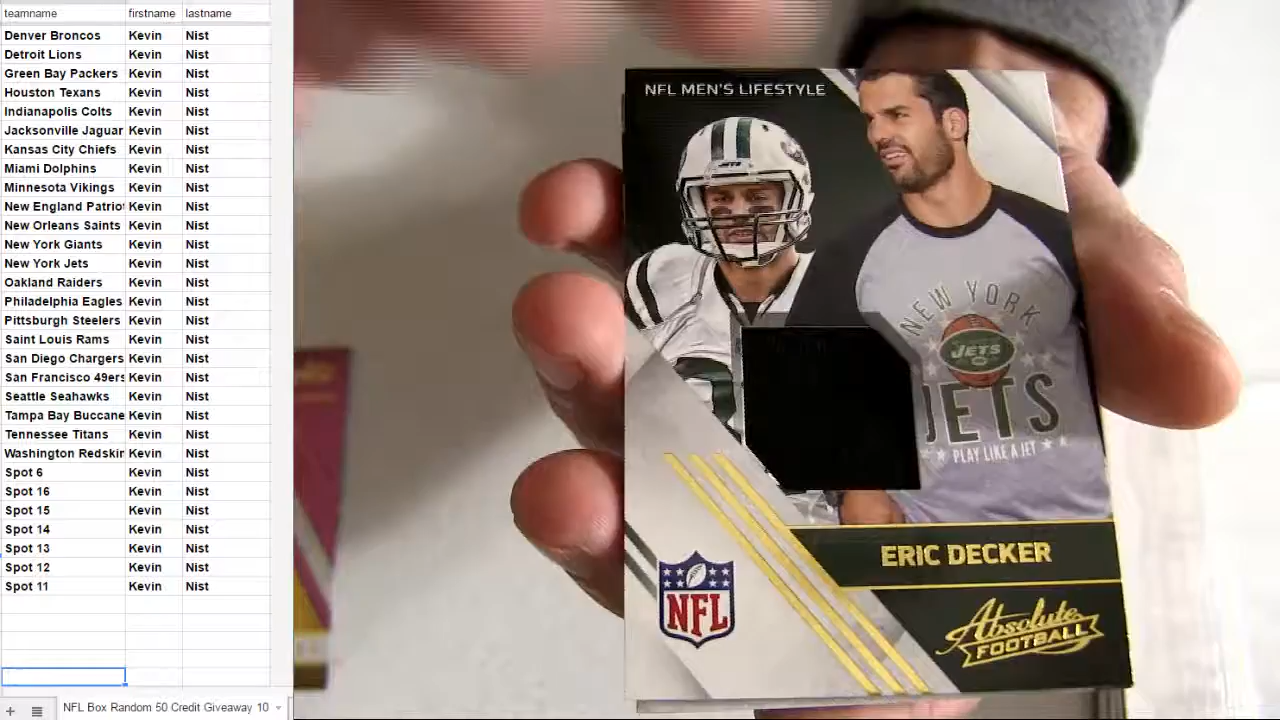 teamname firstname lastname
Denver Broncos Kevin Nist
Detroit Lions Kevin Nist
Green Bay Packers Kevin Nist
Houston Texans Kevin Nist
Indianapolis Colts Kevin Nist
Jacksonville Jaguar Kevin Nist
Kansas City Chiefs Kevin Nist
Miami Dolphins Kevin Nist
Minnesota Vikings Kevin Nist
New England Patriot Kevin Nist
New Orleans Saints Kevin Nist
New York Giants Kevin Nist
New York Jets Kevin Nist
Oakland Raiders Kevin Nist
Philadelphia Eagles Kevin Nist
Pittsburgh Steelers Kevin Nist
Saint Louis Rams Kevin Nist
San Diego Chargers Kevin Nist
San Francisco 49ers Kevin Nist
Seattle Seahawks Kevin Nist
Tampa Bay Buccane Kevin Nist
Tennessee Titans Kevin Nist
Washington Redskin Kevin Nist
Spot 6 Kevin Nist
Spot 16 Kevin Nist
Spot 15 Kevin Nist
Spot 14 Kevin Nist
Spot 13 Kevin Nist
Spot 12 Kevin Nist
Spot 11 Kevin Nist
NFL Box Random 50 Credit Giveaway 10
NFL MEN'S LIFESTYLE
JETS
NEW YORK
JETS
JETS
PLAY LIKE A JET
ERIC DECKER
NFL
Absolute
FOOTBALL